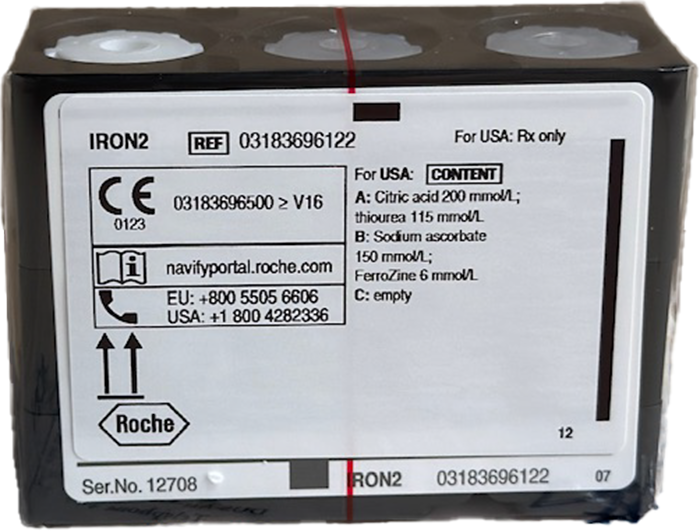 IRON2 REF 03183696122 For USA: Rx only
CE 0123 03183696500 ≥ V16
navifyportal.roche.com
EU: +800 5505 6606
USA: +1 800 4282336
For USA: CONTENT
A: Citric acid 200 mmol/L;
thiourea 115 mmol/L
B: Sodium ascorbate
150 mmol/L;
FerroZine 6 mmol/L
C: empty
Roche
12
Ser.No. 12708 IRON2 03183696122 07